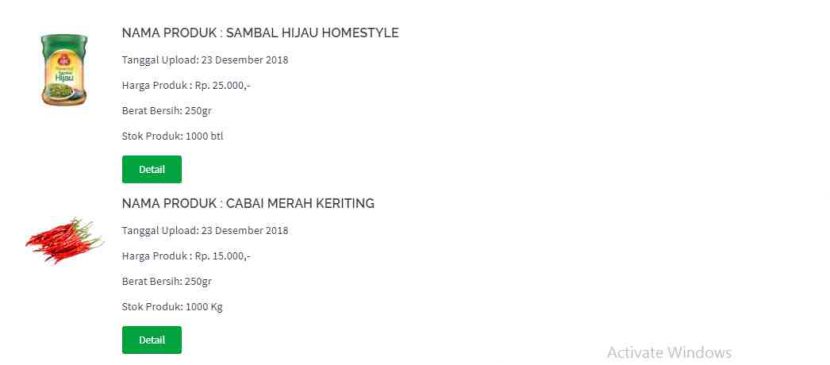 NAMA PRODUK : SAMBAL HIJAU HOMESTYLE
Tanggal Upload: 23 Desember 2018
Harga Produk : Rp. 25.000,-
Berat Bersih: 250gr
Stok Produk: 1000 btl
Detail
Sambal
Hijau
NAMA PRODUK : CABAI MERAH KERITING
Tanggal Upload: 23 Desember 2018
Harga Produk : Rp. 15.000,-
Berat Bersih: 250gr
Stok Produk: 1000 Kg
Detail
Activate Windows